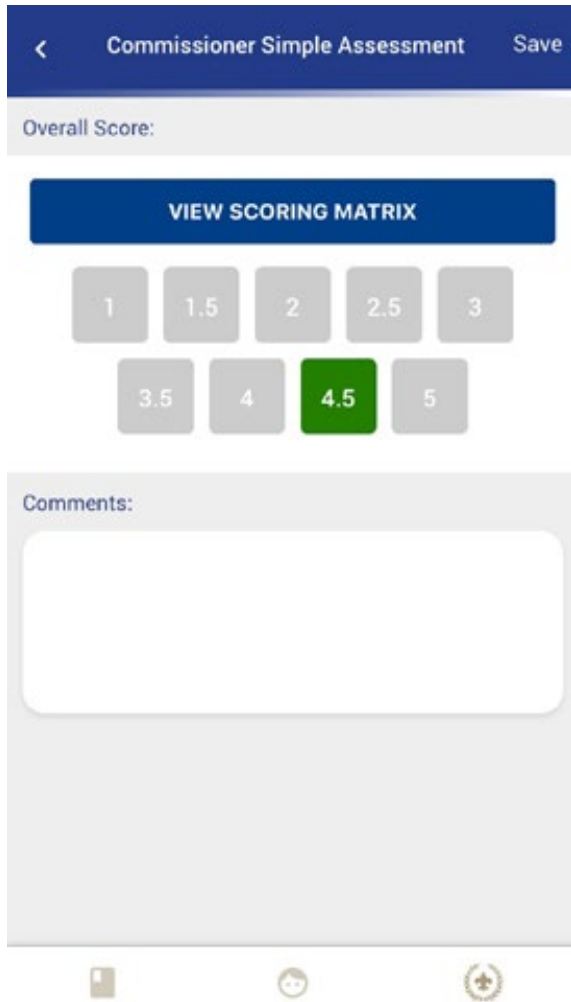 Commissioner Simple Assessment Save
Overall Score:
VIEW SCORING MATRIX
1 1.5 2 2.5 3
3.5 4 4.5 5
Comments: